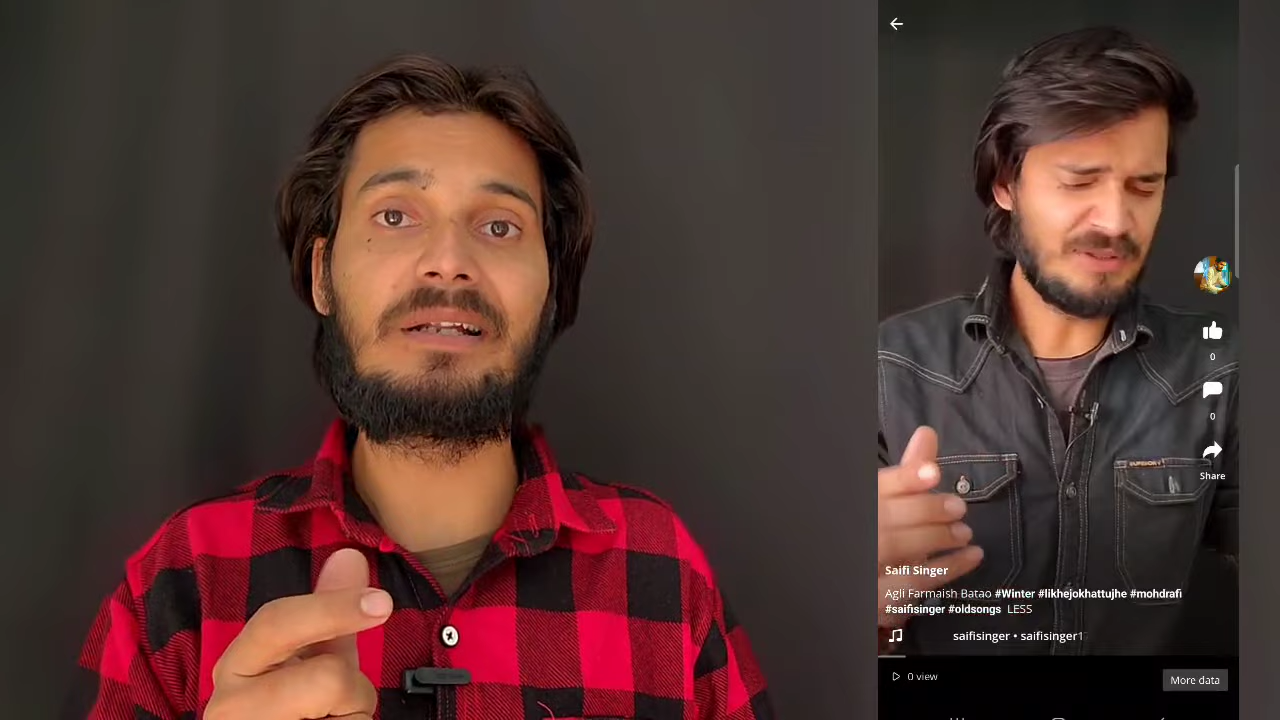 SUPERIOR
0
0
Share
Saifi Singer
Agli Farmaish Batao #Winter #likhejokhattujhe #mohdrafi
#saifisinger #oldsongs LESS
saifisinger • saifisinger1
0 view
More data